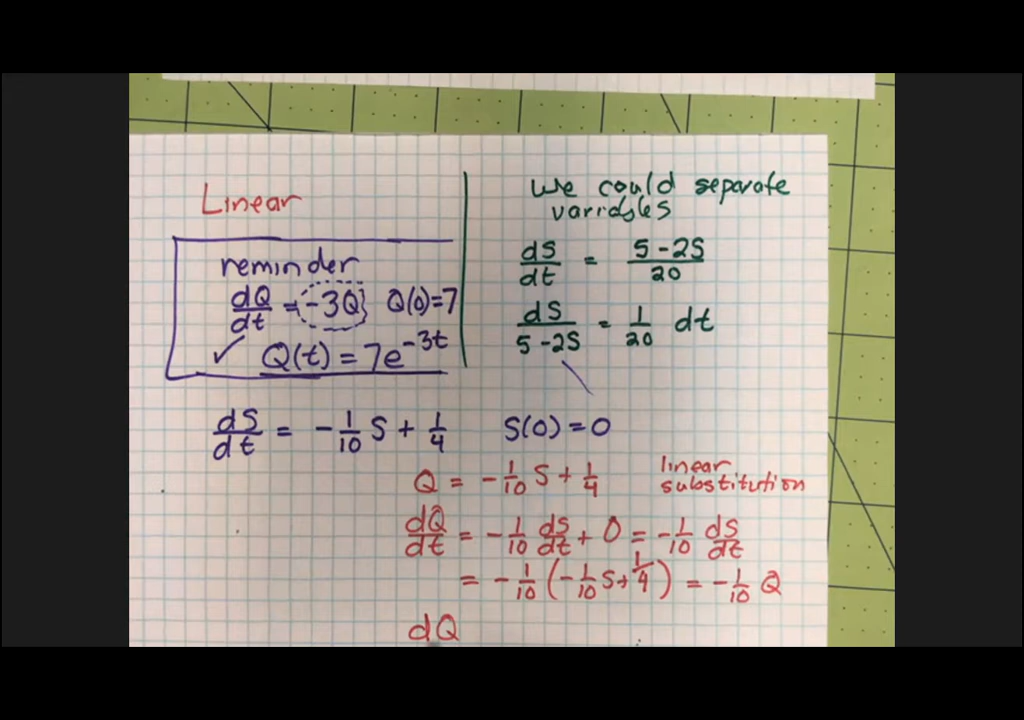 Linear
reminder
dQ/dt = -3Q Q(0)=7
✓ Q(t) = 7e^-3t
We could separate
variables
dS/dt = 5-2S/20
dS/5-2S = 1/20 dt
dS/dt = -1/10 S + 1/4 S(0)=0
Q = -1/10 S + 1/4 linear
substitution
dQ/dt = -1/10 dS/dt + 0 = -1/10 dS/dt
= -1/10 (-1/10 S + 1/4) = -1/10 Q
dQ